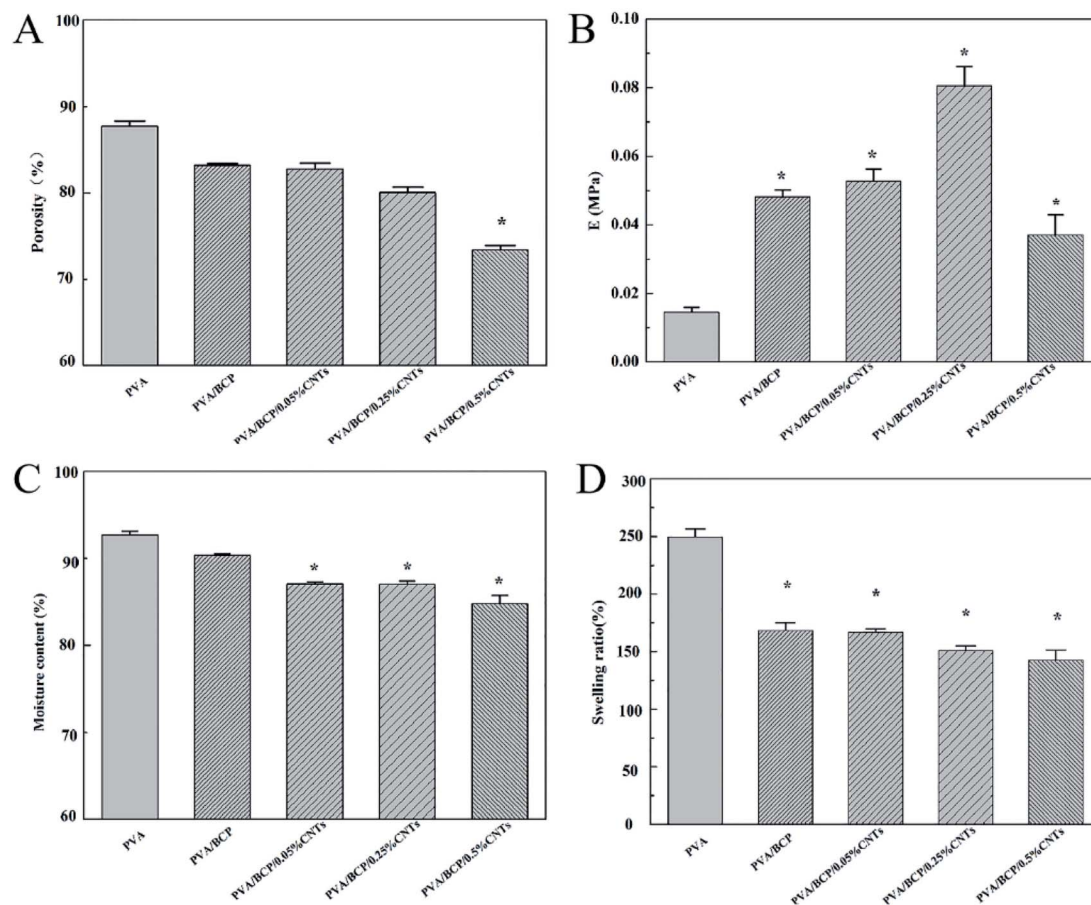 A
100
90
80
70
60
Porosity (%)
*
PVA
PVA/BCP
PVA/BCP/0.05%CNTs
PVA/BCP/0.25%CNTs
PVA/BCP/0.5%CNTs
B
0.10
0.08
0.06
0.04
0.02
0.00
E (MPa)
*
*
*
*
PVA
PVA/BCP
PVA/BCP/0.05%CNTs
PVA/BCP/0.25%CNTs
PVA/BCP/0.5%CNTs
C
100
90
80
70
60
Moisture content (%)
*
*
*
PVA
PVA/BCP
PVA/BCP/0.05%CNTs
PVA/BCP/0.25%CNTs
PVA/BCP/0.5%CNTs
D
300
250
200
150
100
50
0
Swelling ratio(%)
*
*
*
*
PVA
PVA/BCP
PVA/BCP/0.05%CNTs
PVA/BCP/0.25%CNTs
PVA/BCP/0.5%CNTs